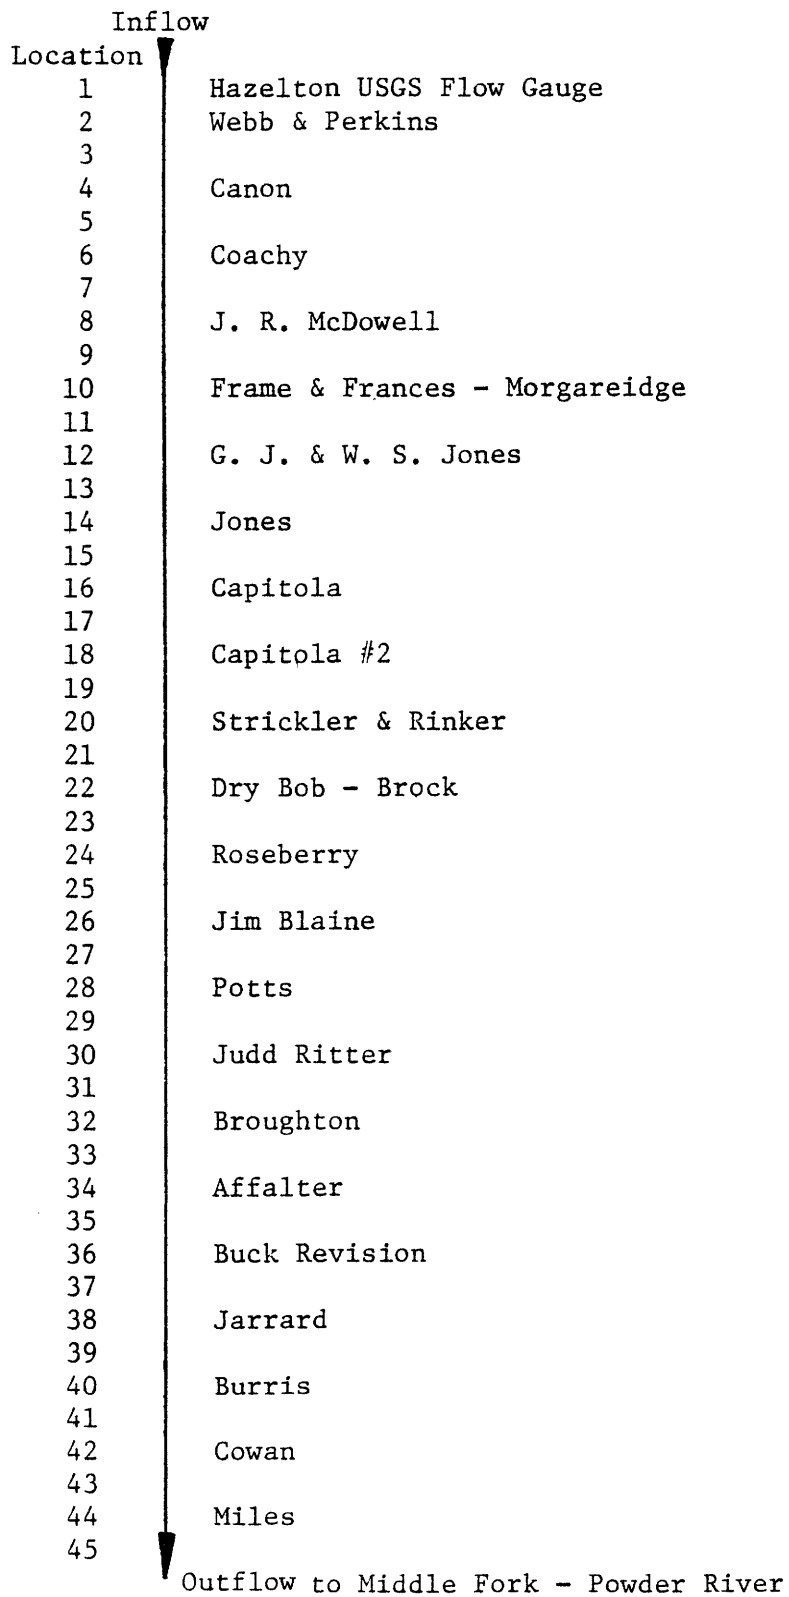 Inflow
Location
1 Hazelton USGS Flow Gauge
2 Webb & Perkins
3
4 Canon
5
6 Coachy
7
8 J. R. McDowell
9
10 Frame & Frances - Morgareidge
11
12 G. J. & W. S. Jones
13
14 Jones
15
16 Capitola
17
18 Capitola #2
19
20 Strickler & Rinker
21
22 Dry Bob - Brock
23
24 Roseberry
25
26 Jim Blaine
27
28 Potts
29
30 Judd Ritter
31
32 Broughton
33
34 Affalter
35
36 Buck Revision
37
38 Jarrard
39
40 Burris
41
42 Cowan
43
44 Miles
45
Outflow to Middle Fork - Powder River